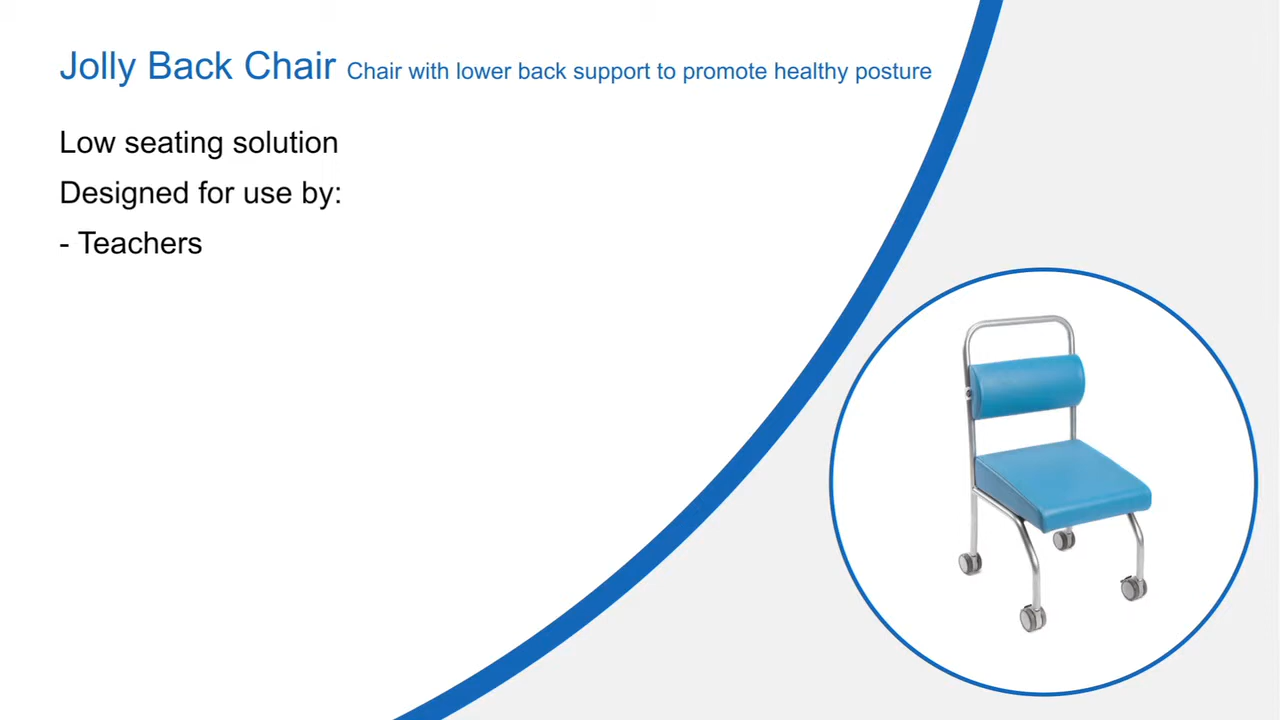 Jolly Back Chair Chair with lower back support to promote healthy posture
Low seating solution
Designed for use by:
- Teachers